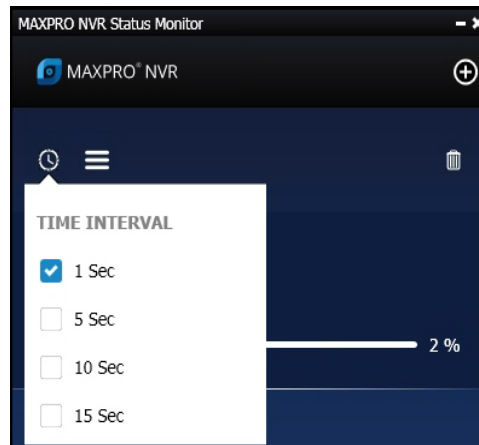 MAXPRO NVR Status Monitor
MAXPRO® NVR
TIME INTERVAL
1 Sec
5 Sec
2 %
10 Sec
15 Sec